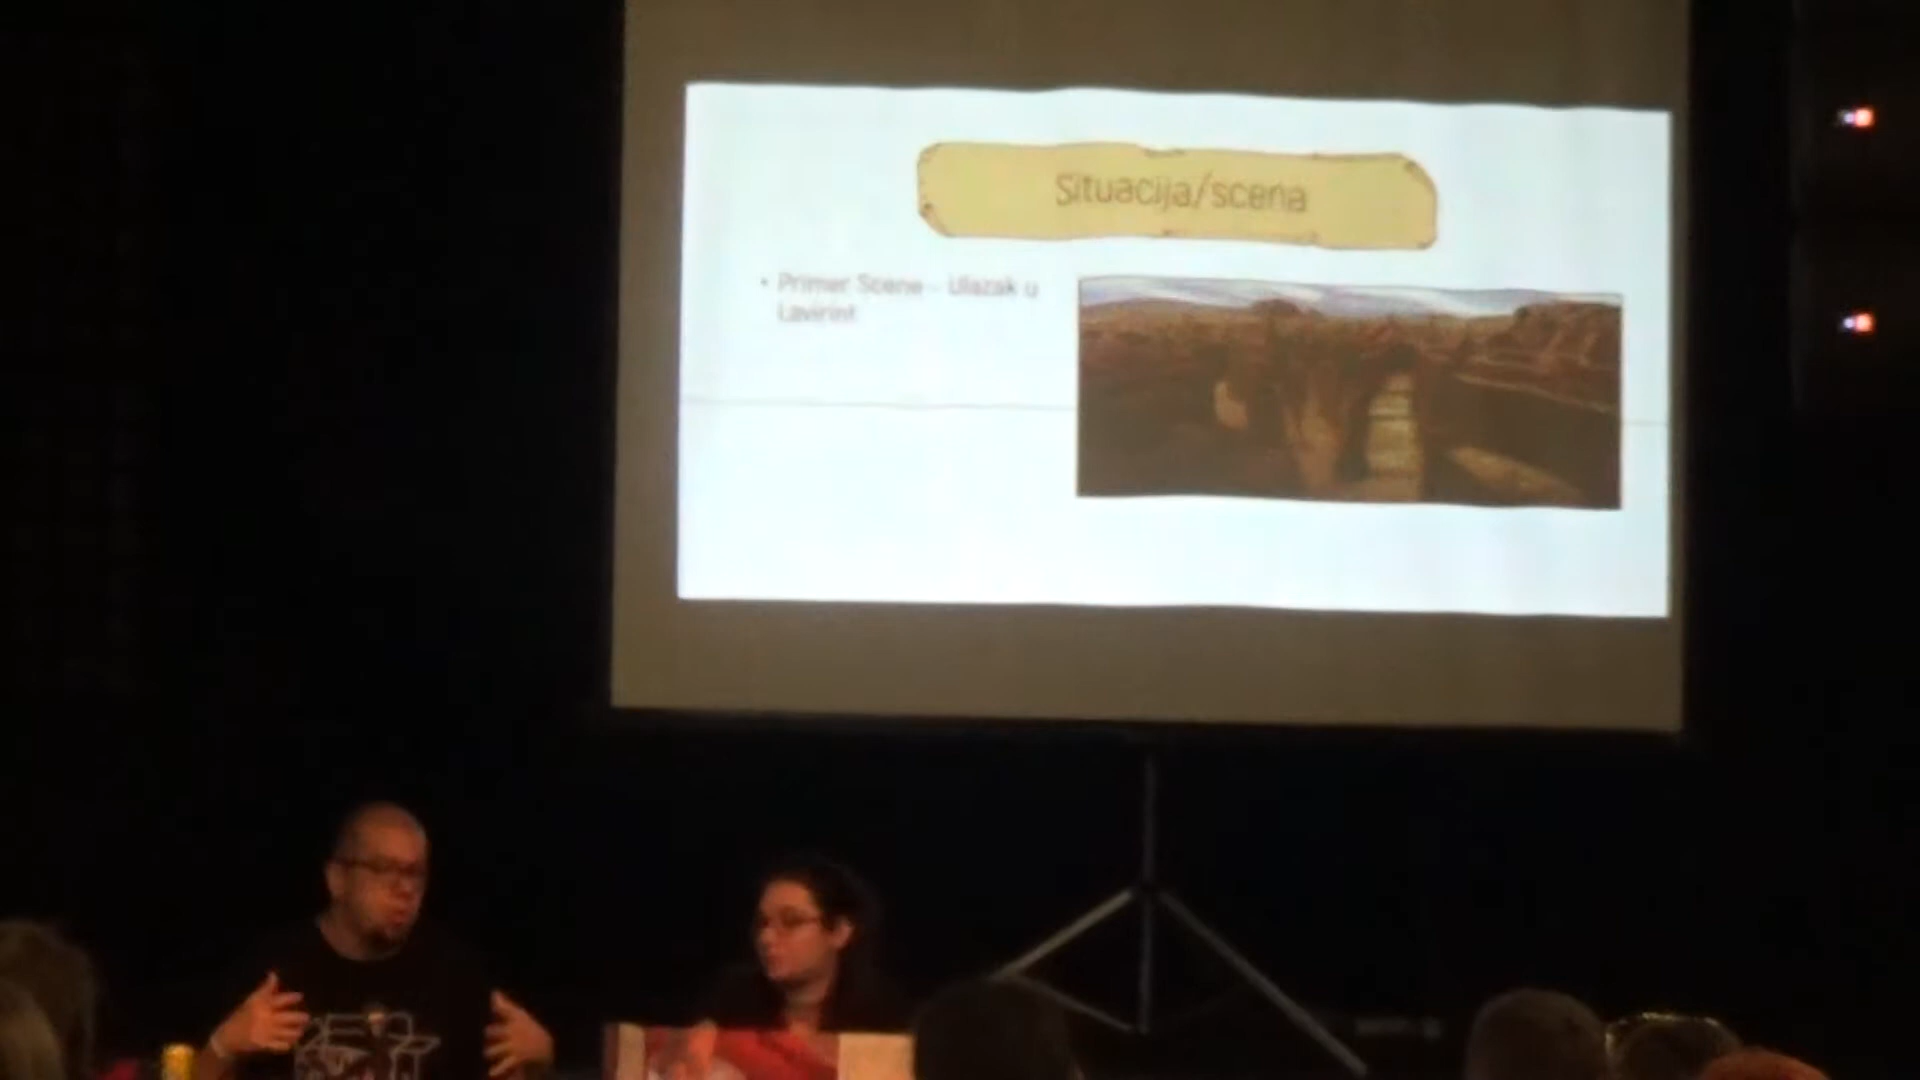 Situacija/scena
• Primer Scene – Ulazak u
Lavirint